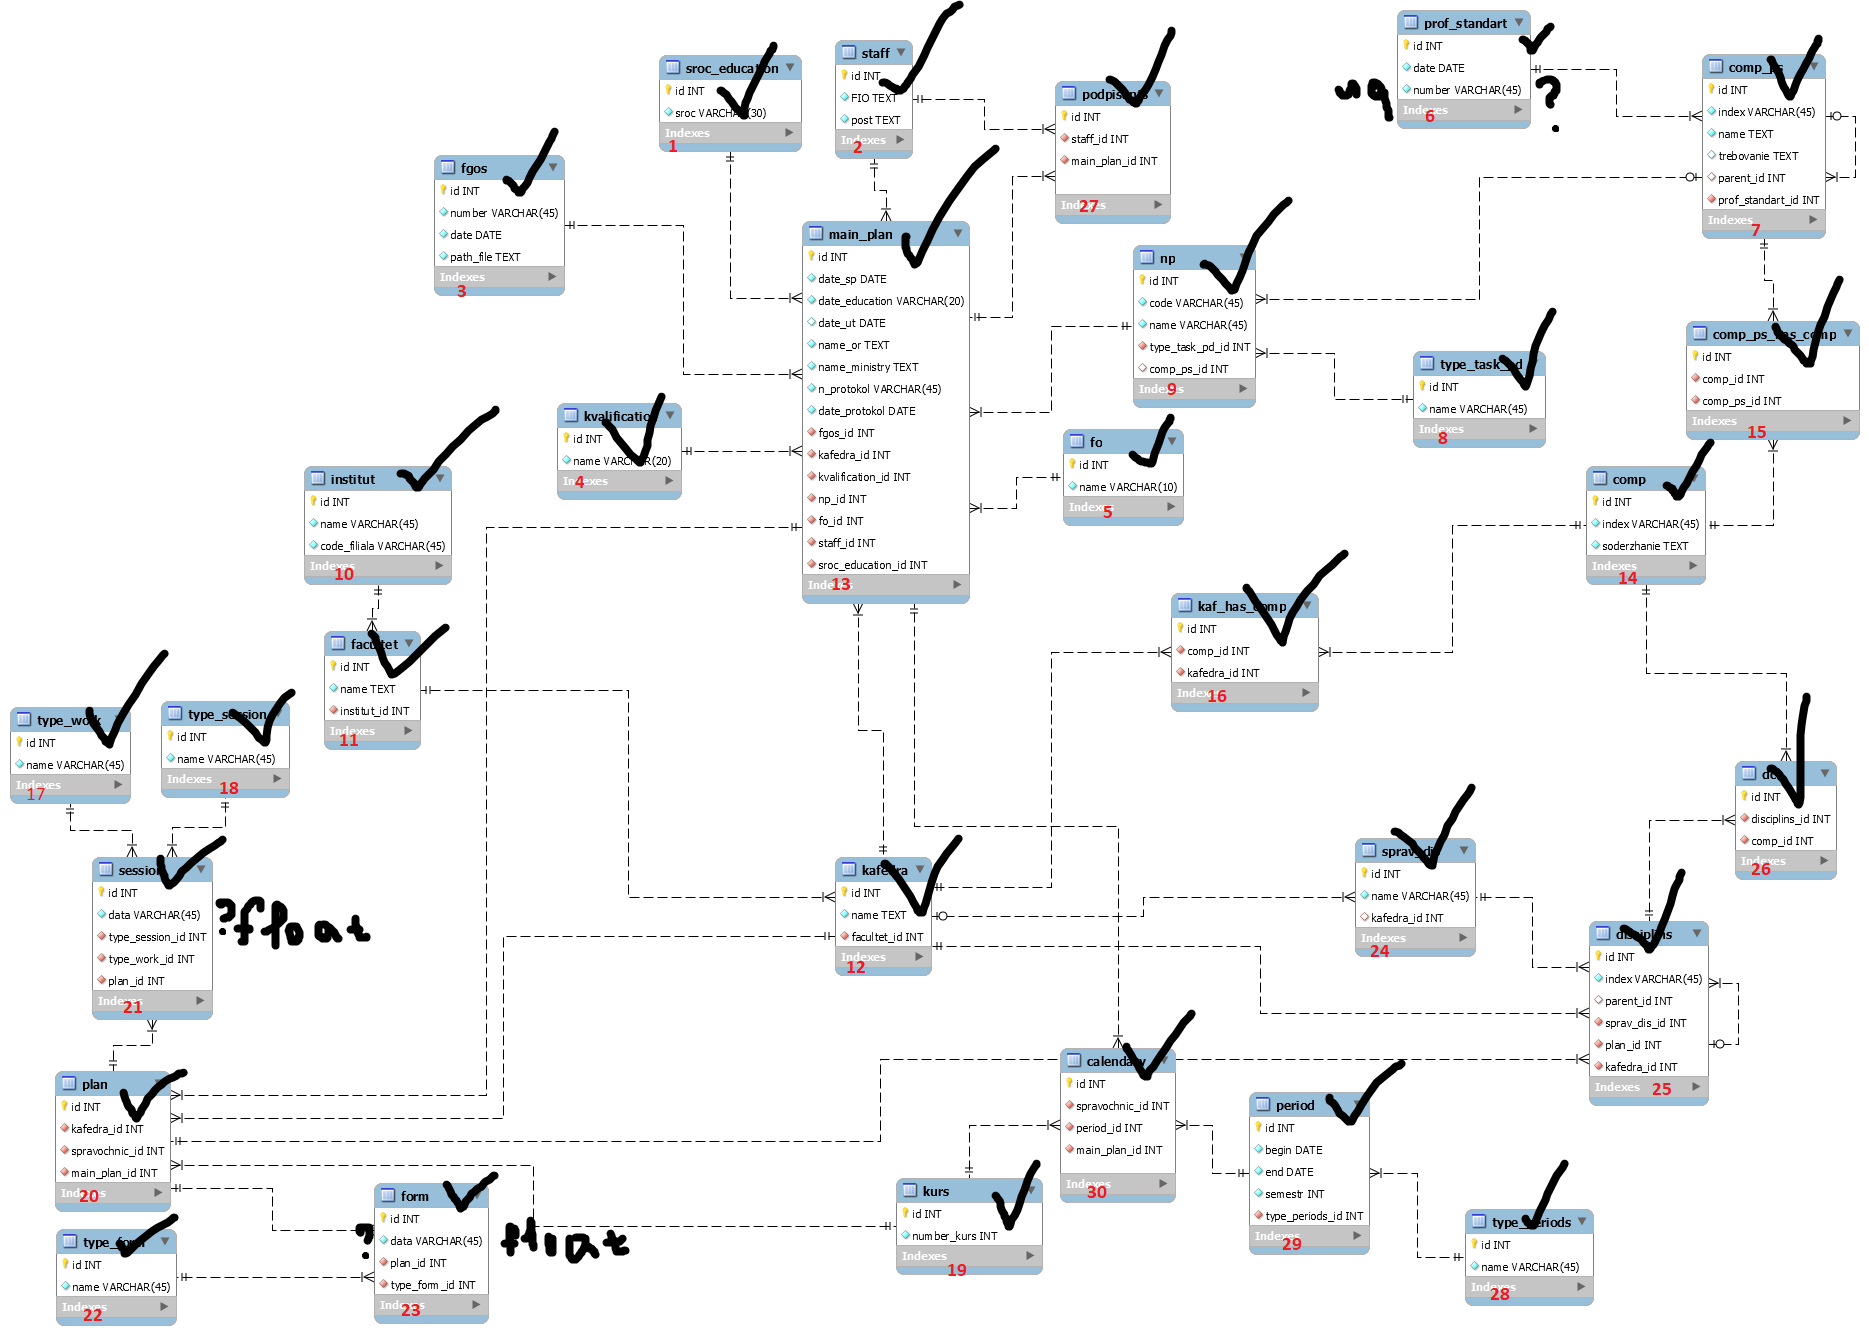 sroc_education
id INT
sroc VARCHAR(30)
Indexes
1
staff
id INT
FIO TEXT
post TEXT
Indexes
2
podpisants
id INT
staff_id INT
main_plan_id INT
Indexes
27
prof_standart
id INT
date DATE
number VARCHAR(45)
Indexes
6
?
comp_ps
id INT
index VARCHAR(45)
name TEXT
trebovanie TEXT
parent_id INT
prof_standart_id INT
Indexes
7
fgos
id INT
number VARCHAR(45)
date DATE
path_file TEXT
Indexes
3
main_plan
id INT
date_sp DATE
date_education VARCHAR(20)
date_ut DATE
name_or TEXT
name_ministry TEXT
n_protokol VARCHAR(45)
date_protokol DATE
fgos_id INT
kafedra_id INT
kvalification_id INT
np_id INT
fo_id INT
staff_id INT
sroc_education_id INT
Indexes
13
np
id INT
code VARCHAR(45)
name VARCHAR(45)
type_task_pd_id INT
comp_ps_id INT
Indexes
9
type_task_pd
id INT
name VARCHAR(45)
Indexes
8
comp_ps_has_comp
id INT
comp_id INT
comp_ps_id INT
Indexes
15
kvalification
id INT
name VARCHAR(20)
Indexes
4
fo
id INT
name VARCHAR(10)
Indexes
5
institut
id INT
name VARCHAR(45)
code_filiala VARCHAR(45)
Indexes
10
comp
id INT
index VARCHAR(45)
soderzhanie TEXT
Indexes
14
facultet
id INT
name TEXT
institut_id INT
Indexes
11
kaf_has_comp
id INT
comp_id INT
kafedra_id INT
Indexes
16
type_work
id INT
name VARCHAR(45)
Indexes
17
type_session
id INT
name VARCHAR(45)
Indexes
18
id INT
disciplins_id INT
comp_id INT
Indexes
26
session
id INT
data VARCHAR(45)
type_session_id INT
type_work_id INT
plan_id INT
Indexes
21
kafedra
id INT
name TEXT
facultet_id INT
Indexes
12
sprav_dis
id INT
name VARCHAR(45)
kafedra_id INT
Indexes
24
disciplins
id INT
index VARCHAR(45)
parent_id INT
sprav_dis_id INT
plan_id INT
kafedra_id INT
Indexes
25
plan
id INT
kafedra_id INT
spravochnic_id INT
main_plan_id INT
Indexes
20
calendary
id INT
spravochnic_id INT
period_id INT
main_plan_id INT
Indexes
30
period
id INT
begin DATE
end DATE
semestr INT
type_periods_id INT
Indexes
29
type_form
id INT
name VARCHAR(45)
Indexes
22
form
id INT
data VARCHAR(45)
plan_id INT
type_form_id INT
Indexes
23
? float
kurs
id INT
number_kurs INT
Indexes
19
type_periods
id INT
name VARCHAR(45)
Indexes
28